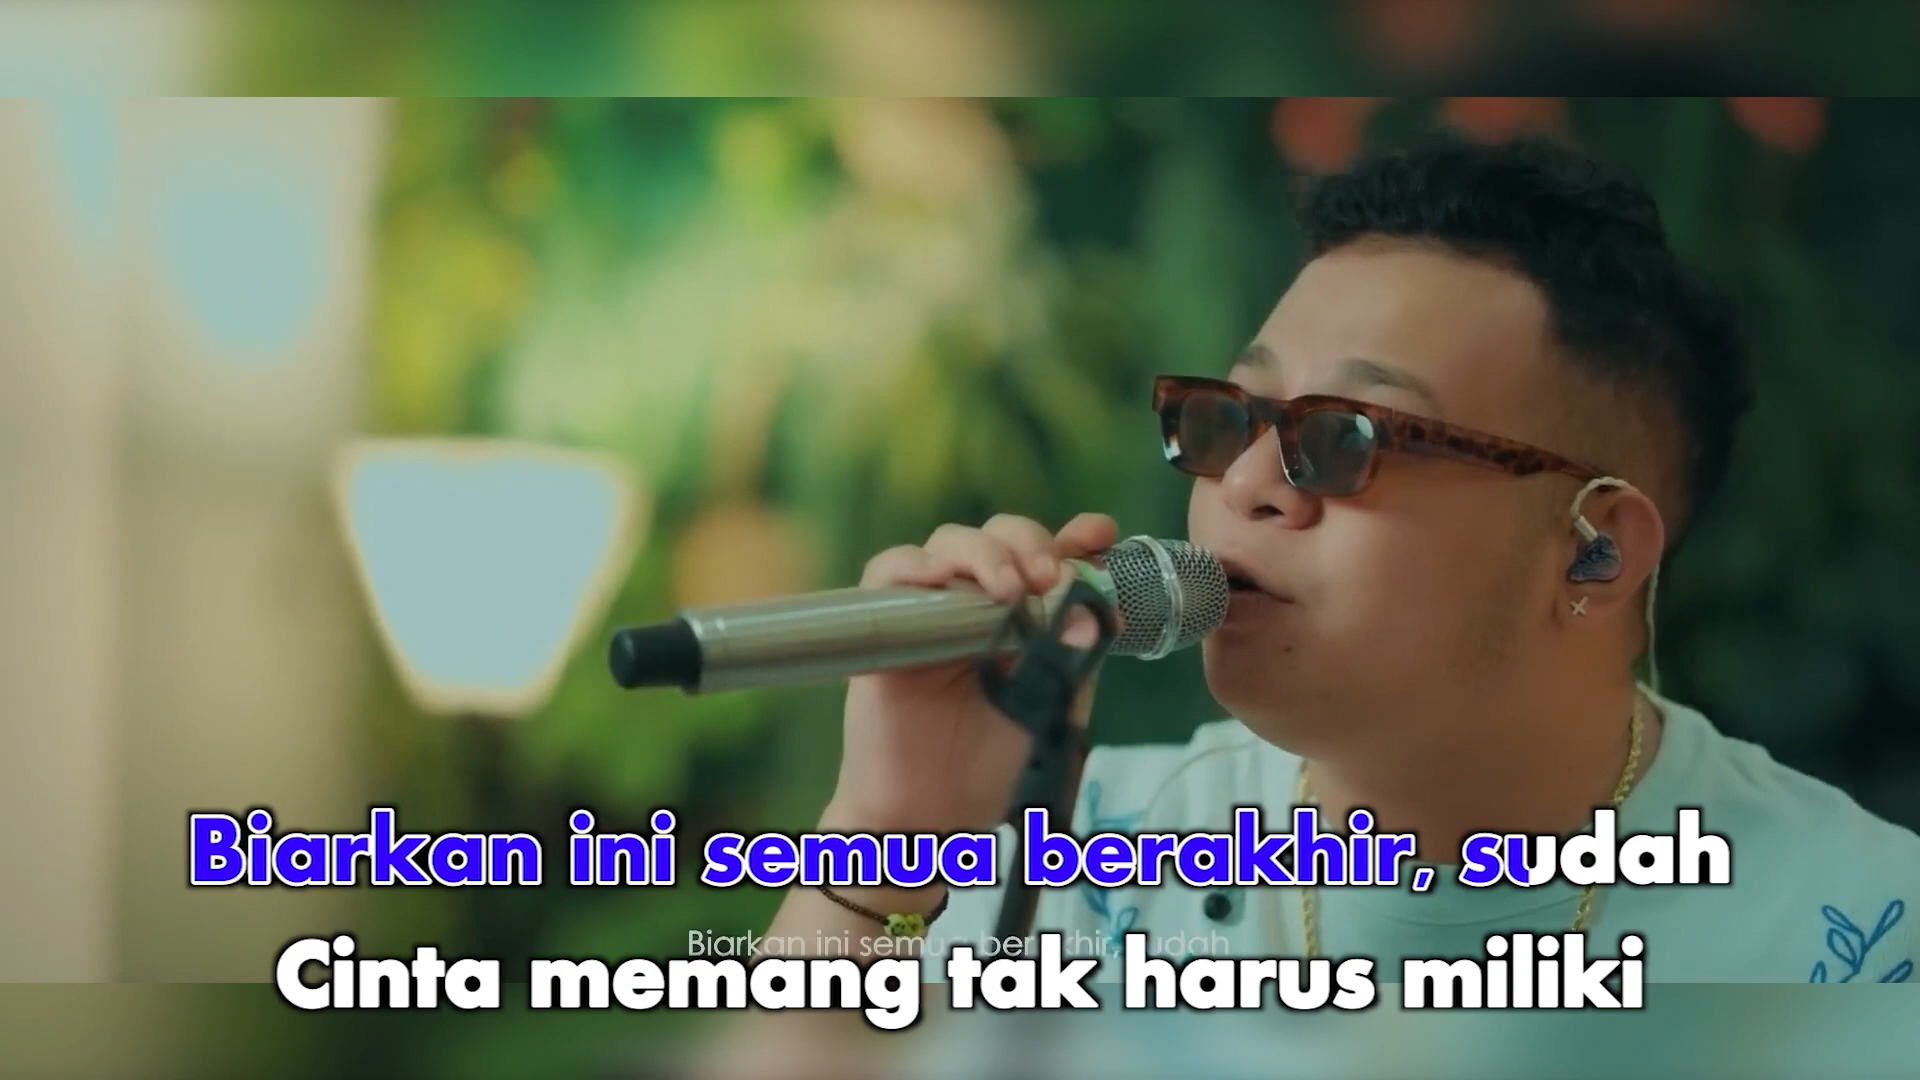 Biarkan ini semua berakhir, sudah
Biarkan ini semua berakhir, sudah
Cinta memang tak harus miliki